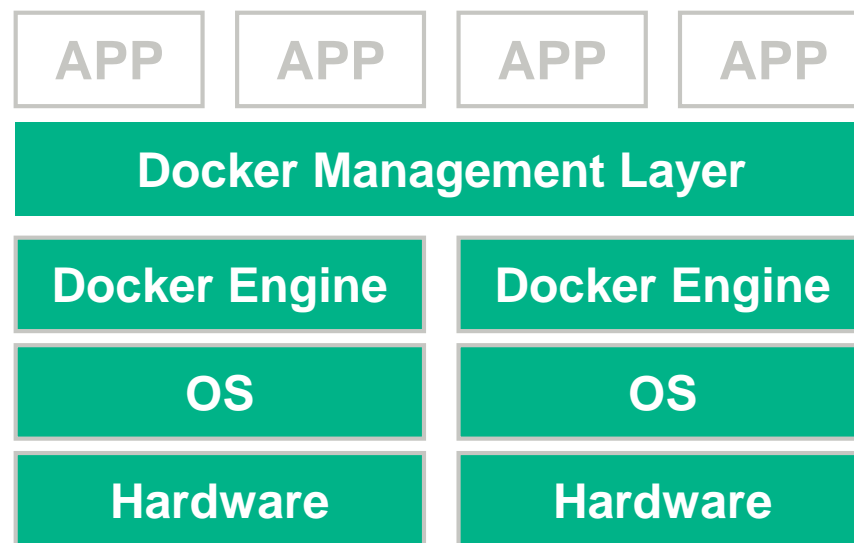 APP APP APP APP
Docker Management Layer
Docker Engine Docker Engine
OS OS
Hardware Hardware